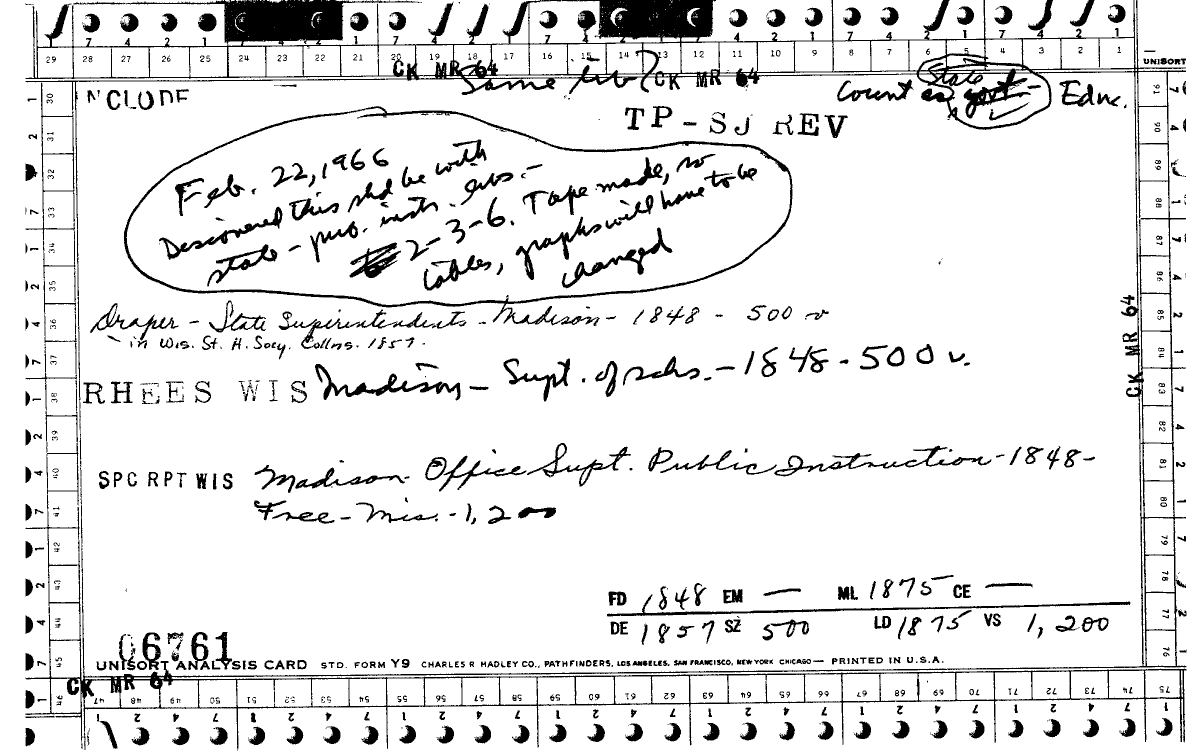 CK MR 64 Same lib? CK MR 64
Count as State govt - Educ.
UNISORT
NCLUDE
TP-SJ REV
Feb. 22, 1966
Discovered this shd be with
state - pub. instr. libs. -
2-3-6. Tape made, so
tables, graphs will have to be
changed
Draper - State Superintendents - Madison - 1848 - 500 v
- in Wis. St. H. Socy. Collns. 1857.
RHEES WIS Madison - Supt. of schs. - 1848 - 500 v.
CK MR 64
SPC RPT WIS Madison Office Supt. Public Instruction - 1848 -
Free - Mis. - 1,200
FD 1848 EM — ML 1875 CE —
DE 1857 SZ 500 LD 1875 VS 1,200
06761
UNISORT ANALYSIS CARD STD. FORM Y9 CHARLES R HADLEY CO., PATHFINDERS, LOS ANGELES, SAN FRANCISCO, NEW YORK CHICAGO — PRINTED IN U.S.A.
CK MR 64